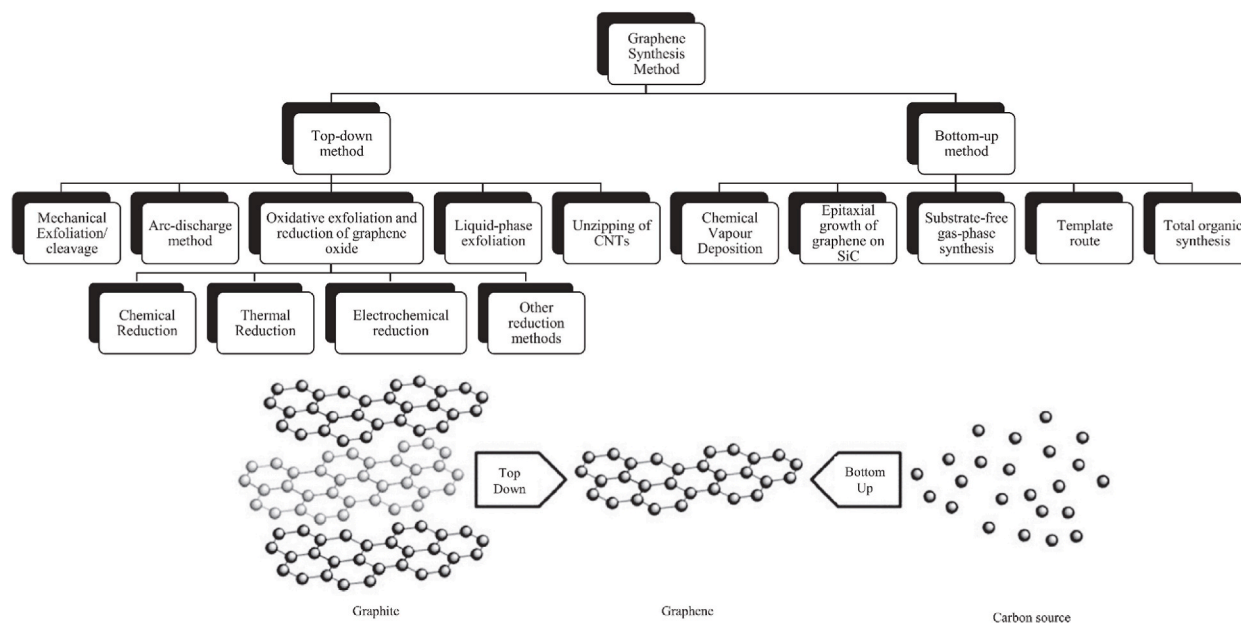 Graphene
Synthesis
Method
Top-down
method
Bottom-up
method
Mechanical
Exfoliation/
cleavage
Arc-discharge
method
Oxidative exfoliation and
reduction of graphene
oxide
Liquid-phase
exfoliation
Unzipping of
CNTs
Chemical
Vapour
Deposition
Epitaxial
growth of
graphene on
SiC
Substrate-free
gas-phase
synthesis
Template
route
Total organic
synthesis
Chemical
Reduction
Thermal
Reduction
Electrochemical
reduction
Other
reduction
methods
Top
Down
Bottom
Up
Graphite
Graphene
Carbon source